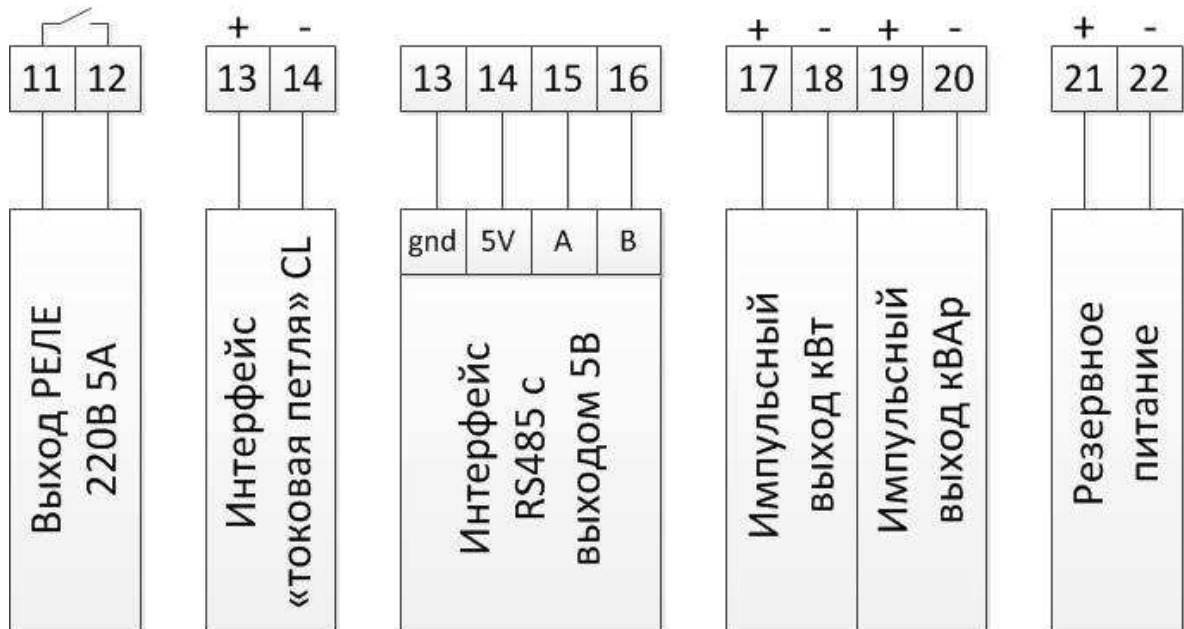 + - + - + - + -
11 12 13 14 13 14 15 16 17 18 19 20 21 22
gnd 5V A B
Выход РЕЛЕ
220В 5А
Интерфейс
«токовая петля» CL
Интерфейс
RS485 с
выходом 5В
Импульсный
выход кВт
Импульсный
выход кВАр
Резервное
питание